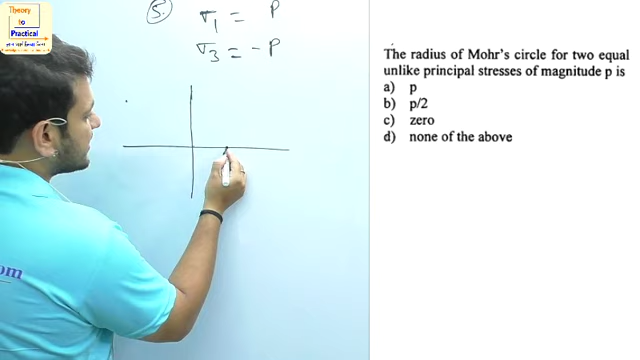 Theory
to
Practical
5.
σ1 = P
σ3 = - P
om
The radius of Mohr's circle for two equal
unlike principal stresses of magnitude p is
a) p
b) p/2
c) zero
d) none of the above